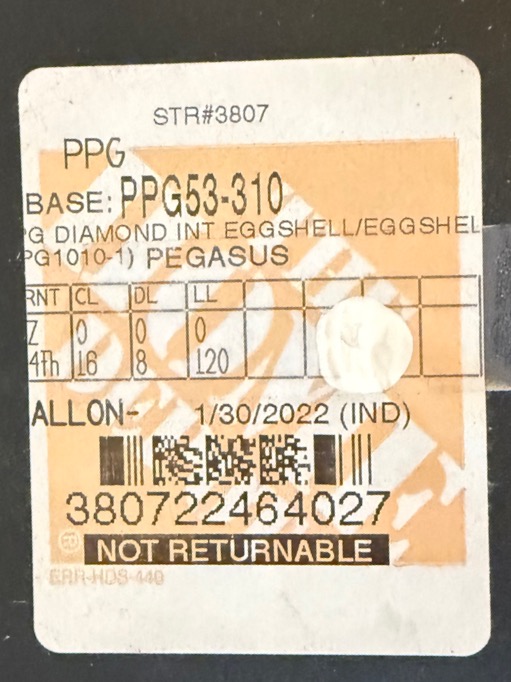 STR#3807
PPG
BASE: PPG53-310
PG DIAMOND INT EGGSHELL/EGGSHEL
PG1010-1) PEGASUS
RNT CL DL LL
Z 0 0 0
4Th 16 8 120
ALLON- 1/30/2022 (IND)
380722464027
NOT RETURNABLE
ERR-HDS-440